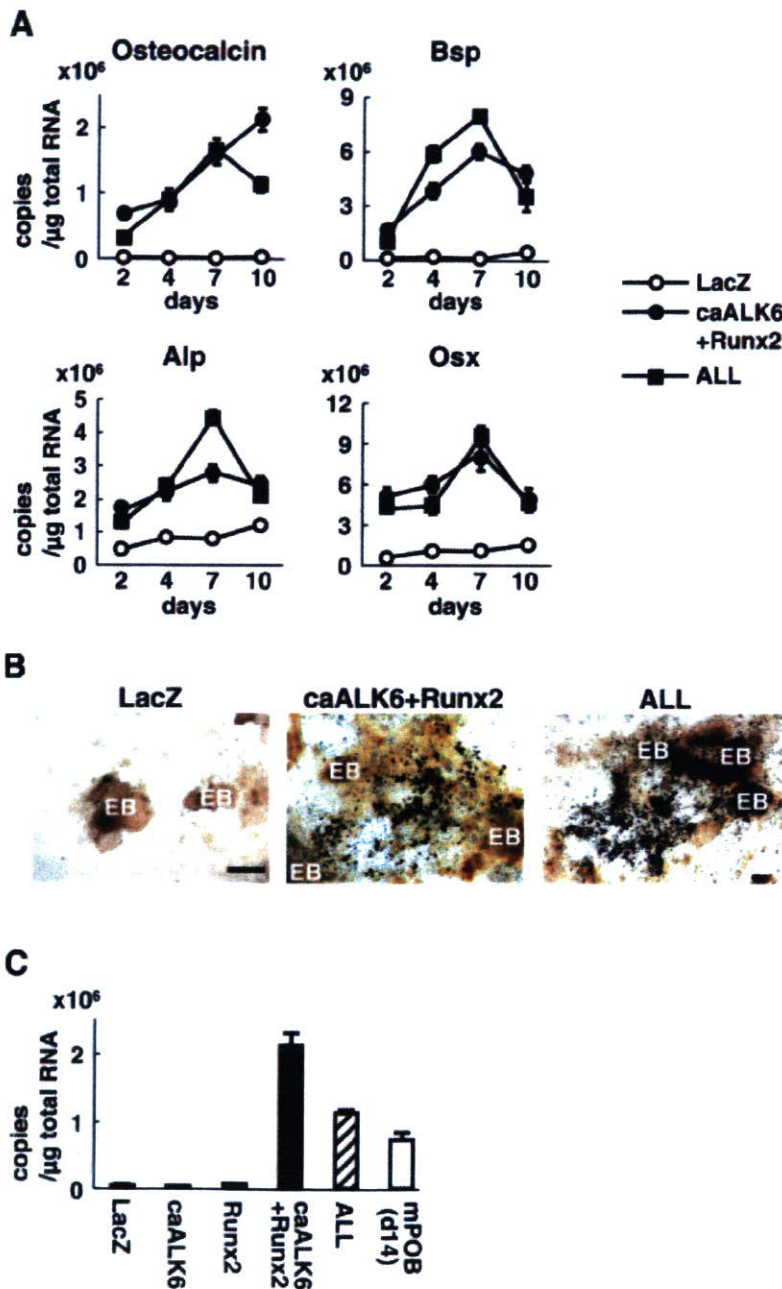 A
Osteocalcin
x10⁶
2
1
0
copies
/µg total RNA
2 4 7 10
days
Bsp
x10⁶
9
6
3
0
2 4 7 10
days
LacZ
caALK6
+Runx2
ALL
Alp
x10⁶
5
4
3
2
1
0
copies
/µg total RNA
2 4 7 10
days
Osx
x10⁶
12
9
6
3
0
2 4 7 10
days
B
LacZ
EB
EB
caALK6+Runx2
EB
EB
EB
ALL
EB
EB
EB
C
x10⁶
2
1
0
copies
/µg total RNA
LacZ
caALK6
Runx2
caALK6
+Runx2
ALL
mPOB
(d14)